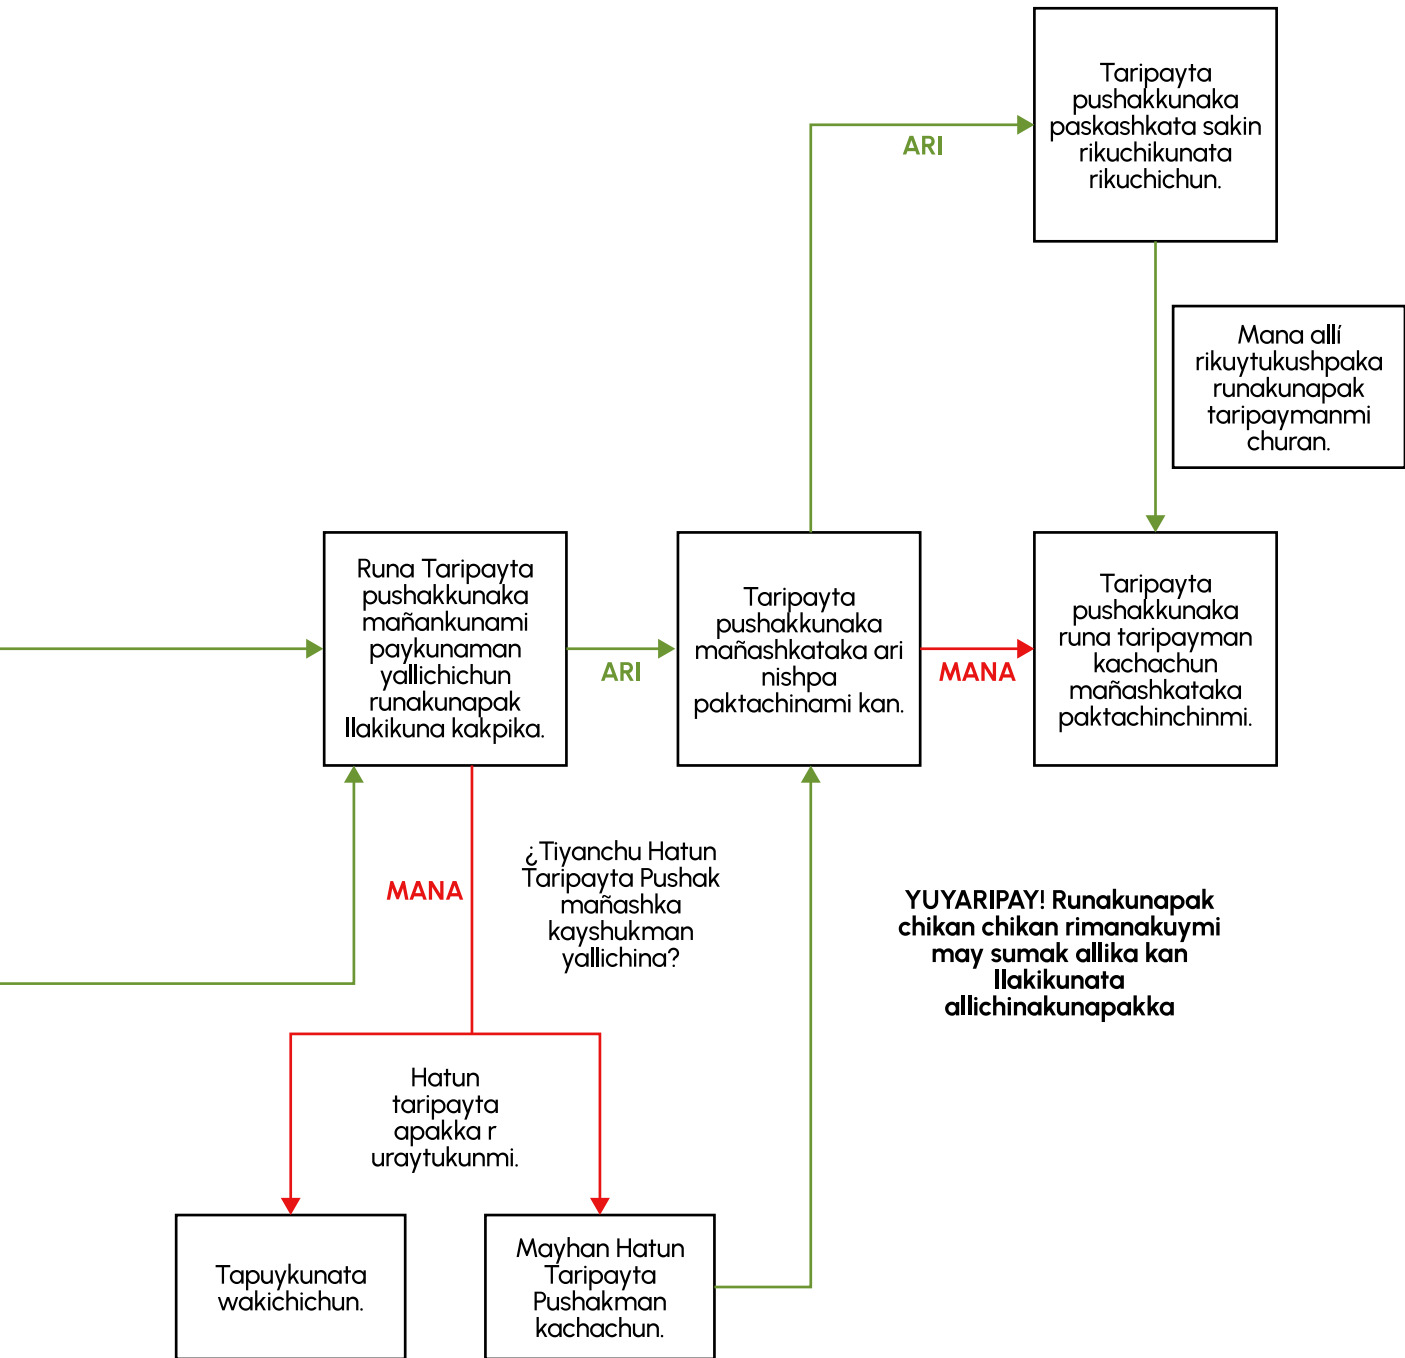 Taripayta
pushakkunaka
paskashkata sakin
rikuchikunata
rikuchichun.
ARI
Mana allí
rikuytukushpaka
runakunapak
taripaymanmi
churan.
Runa Taripayta
pushakkunaka
mañankunami
paykunaman
yallichichun
runakunapak
llakikuna kakpika.
ARI
Taripayta
pushakkunaka
mañashkataka ari
nishpa
paktachinami kan.
MANA
Taripayta
pushakkunaka
runa taripayman
kachachun
mañashkataka
paktachinchinmi.
MANA
¿Tiyanchu Hatun
Taripayta Pushak
mañashka
kayshukman
yallichina?
YUYARIPAY! Runakunapak
chikan chikan rimanakuymi
may sumak allika kan
llakikunata
allichinakunapakka
Hatun
taripayta
apakka r
uraytukunmi.
Tapuykunata
wakichichun.
Mayhan Hatun
Taripayta
Pushakman
kachachun.